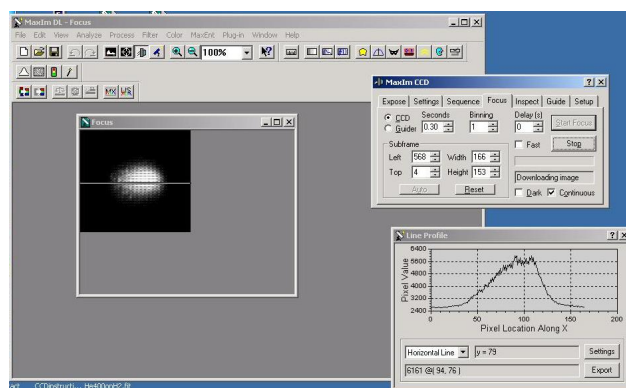 MaxIm DL - Focus
File Edit View Analyze Process Filter Color MaxEnt Plug-in Window Help
100%
Focus
MaxIm CCD
Expose Settings Sequence Focus Inspect Guide Setup
CCD Seconds Binning Delay (s)
Guider 0.30 1 0 Start Focus
Subframe Fast Stop
Left 568 Width 166
Top 4 Height 153 Downloading image
Auto Reset Dark Continuous
Line Profile
6400
5600
4800
4000
3200
2400
Pixel Value
0 50 100 150 200
Pixel Location Along X
Horizontal Line y = 79 Settings
6161 @( 94, 76 ) Export
CCDinstructi... He400noH2.fit